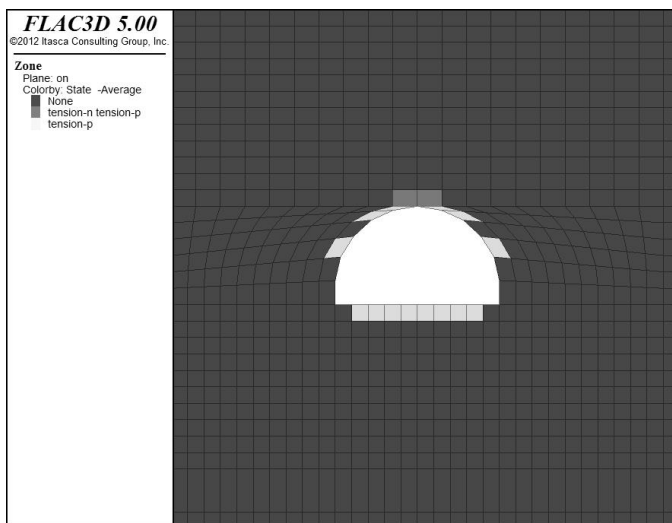 FLAC3D 5.00
©2012 Itasca Consulting Group, Inc.
Zone
Plane: on
Colorby: State -Average
None
tension-n tension-p
tension-p